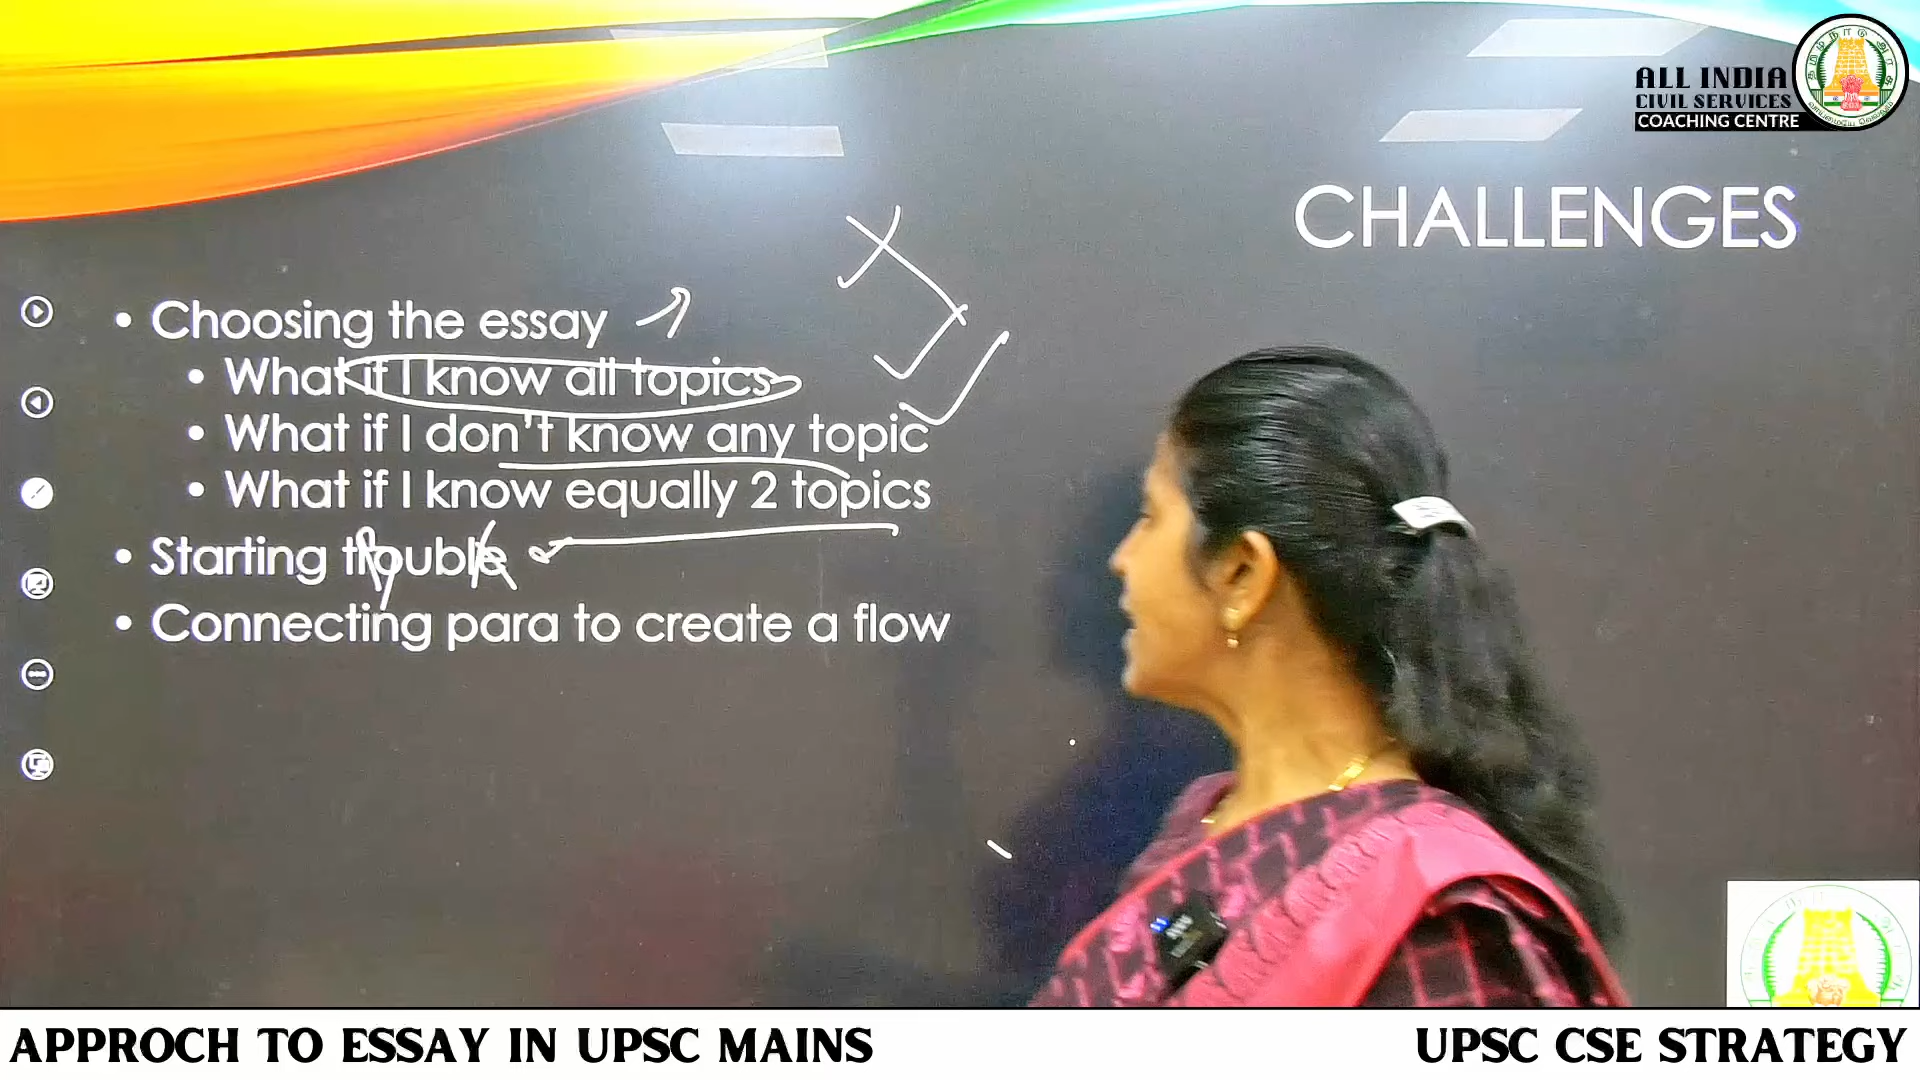 ALL INDIA
CIVIL SERVICES
COACHING CENTRE
CHALLENGES
• Choosing the essay
• What if I know all topics
• What if I don't know any topic
• What if I know equally 2 topics
• Starting trouble
• Connecting para to create a flow
APPROCH TO ESSAY IN UPSC MAINS
UPSC CSE STRATEGY